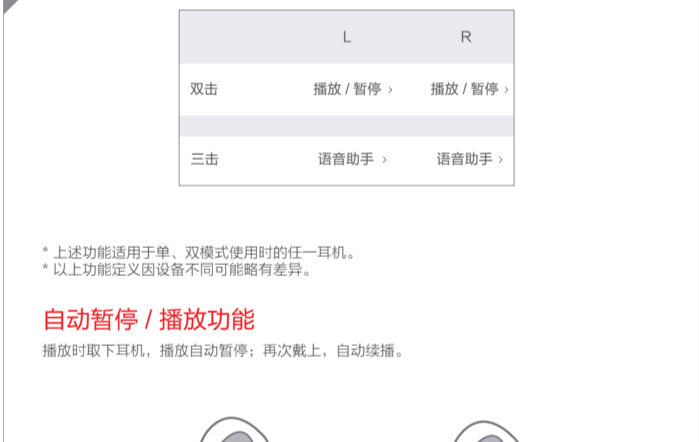 L R
双击 播放 / 暂停 › 播放 / 暂停 ›
三击 语音助手 › 语音助手 ›
* 上述功能适用于单、双模式使用时的任一耳机。
* 以上功能定义因设备不同可能略有差异。
自动暂停 / 播放功能
播放时取下耳机，播放自动暂停；再次戴上，自动续播。